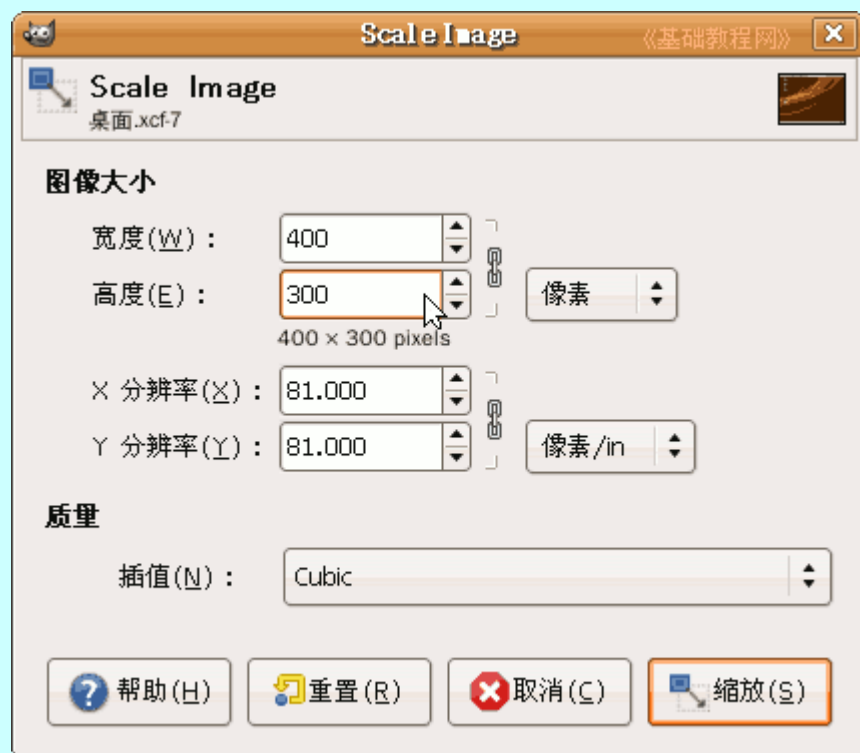 Scale Image 《基础教程网》
Scale Image
桌面.xcf-7
图像大小
宽度(W)： 400
高度(E)： 300 像素
400 × 300 pixels
X 分辨率(X)： 81.000
Y 分辨率(Y)： 81.000 像素/in
质量
插值(N)： Cubic
帮助(H) 重置(R) 取消(C) 缩放(S)